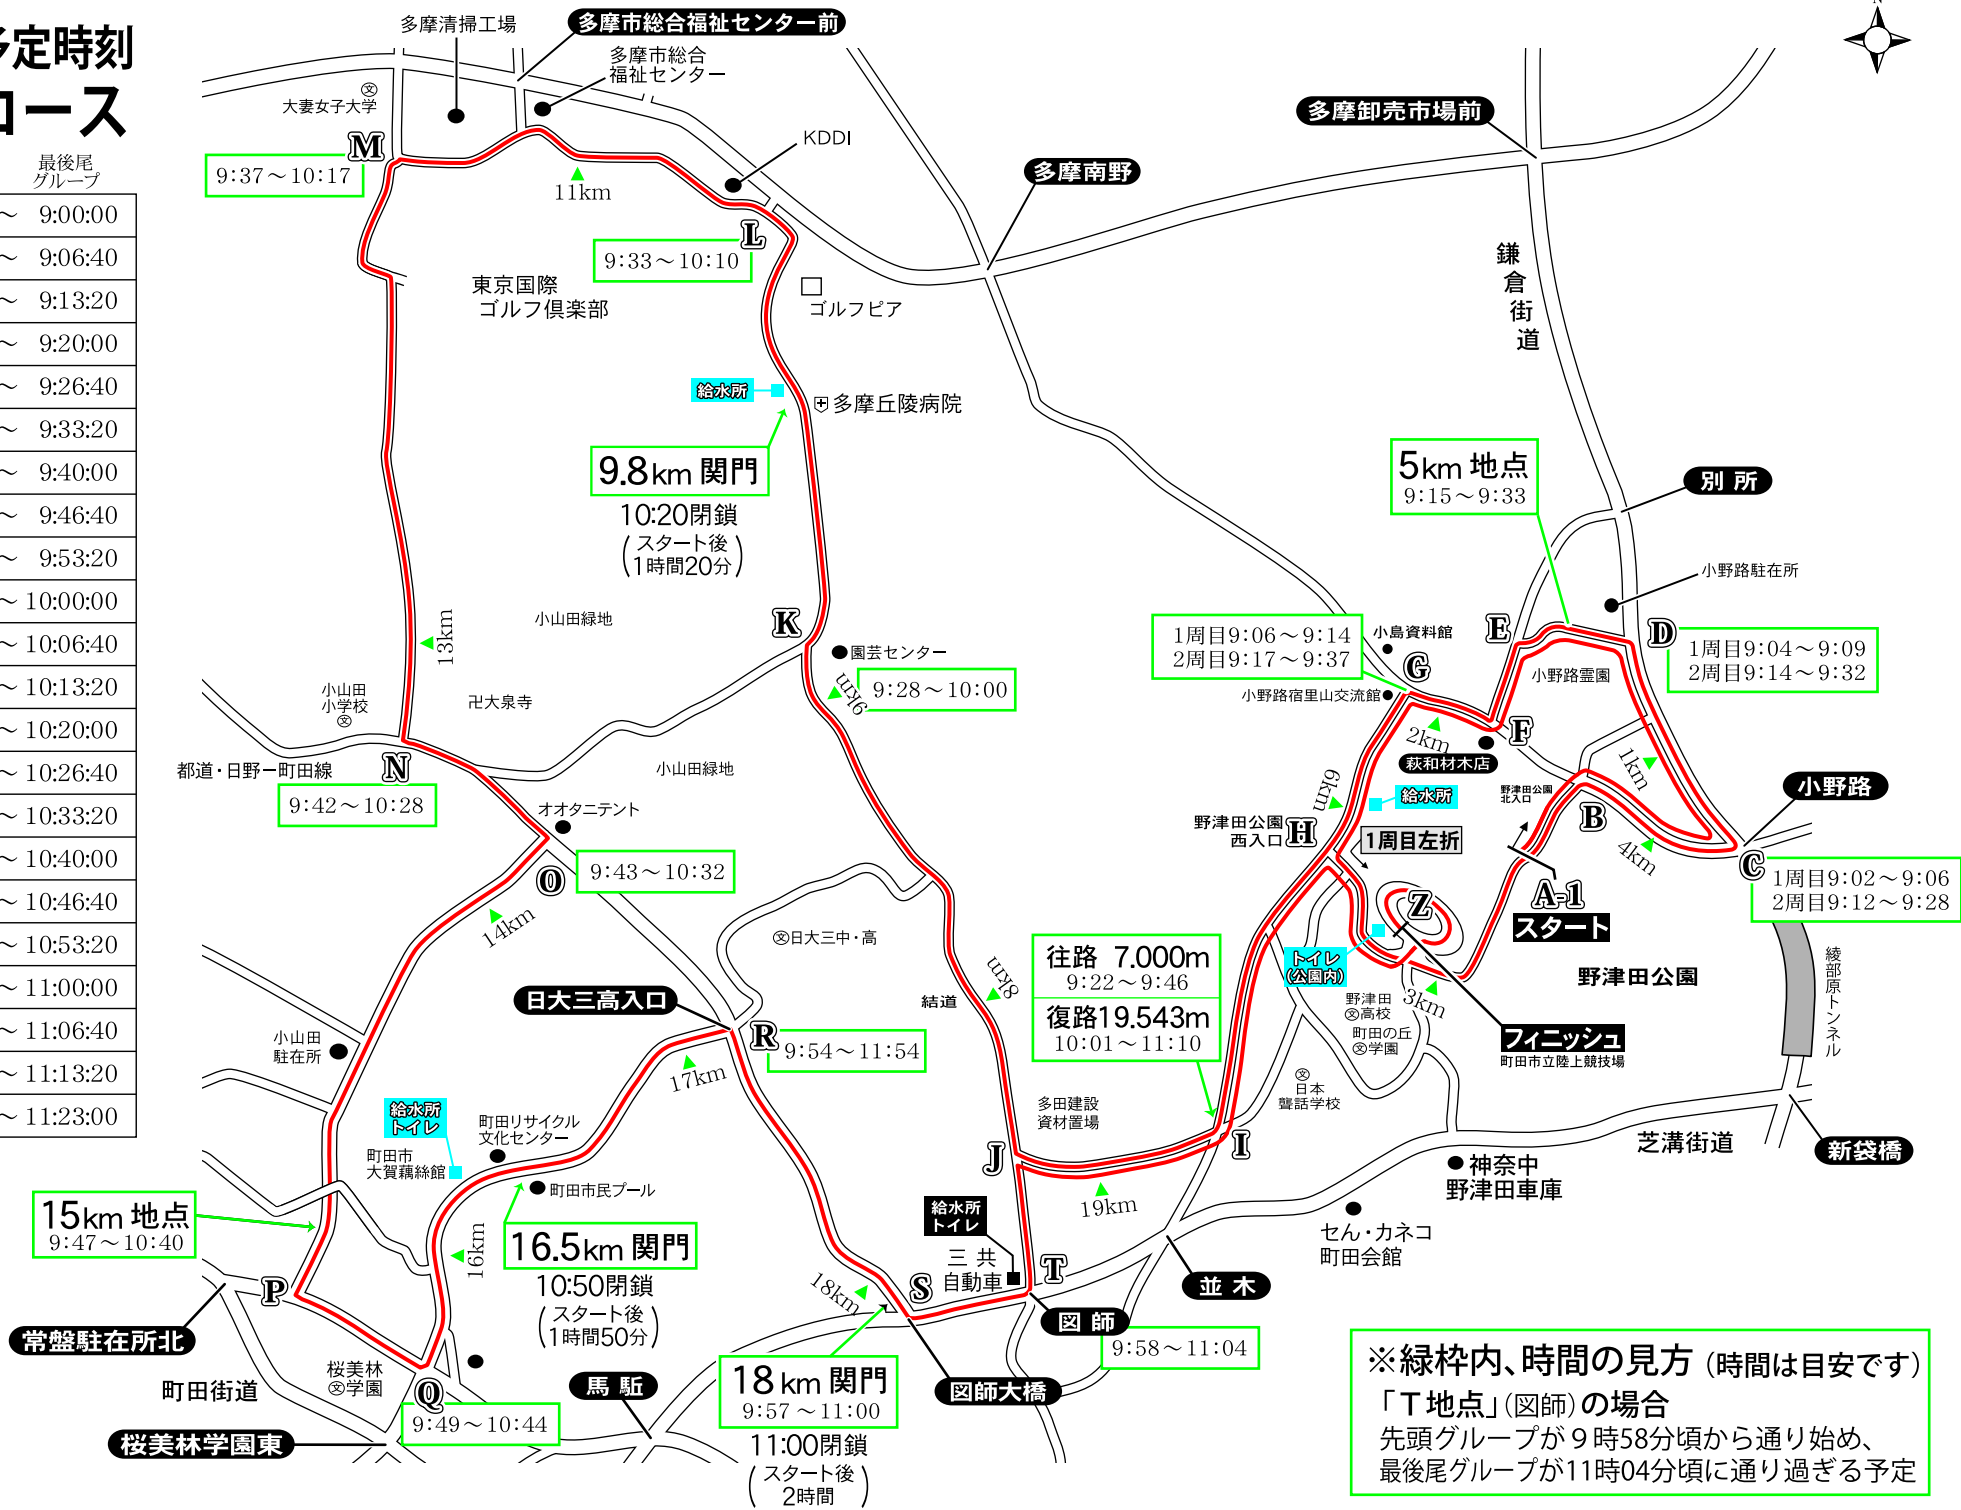 予定時刻
コース
最後尾
グループ
～ 9:00:00
～ 9:06:40
～ 9:13:20
～ 9:20:00
～ 9:26:40
～ 9:33:20
～ 9:40:00
～ 9:46:40
～ 9:53:20
～ 10:00:00
～ 10:06:40
～ 10:13:20
～ 10:20:00
～ 10:26:40
～ 10:33:20
～ 10:40:00
～ 10:46:40
～ 10:53:20
～ 11:00:00
～ 11:06:40
～ 11:13:20
～ 11:23:00
多摩清掃工場
多摩市総合福祉センター前
多摩市総合
福祉センター
文
大妻女子大学
M
9:37～10:17
11km
KDDI
L
9:33～10:10
東京国際
ゴルフ倶楽部
ゴルフピア
多摩南野
多摩卸売市場前
鎌倉街道
給水所
多摩丘陵病院
9.8km 関門
10:20閉鎖
(スタート後
1時間20分)
5km 地点
9:15～9:33
別所
小野路駐在所
13km
小山田緑地
K
園芸センター
9km
9:28～10:00
1周目9:06～9:14
2周目9:17～9:37
小島資料館
G
小野路宿里山交流館
E
D
1周目9:04～9:09
2周目9:14～9:32
小野路霊園
2km
F
萩和材木店
1km
小山田
小学校
文
卍大泉寺
都道・日野ー町田線
N
9:42～10:28
小山田緑地
オオタニテント
O
9:43～10:32
14km
6km
給水所
野津田公園
西入口
H
1周目左折
野津田公園
北入口
B
4km
小野路
C
1周目9:02～9:06
2周目9:12～9:28
A-1
スタート
Z
トイレ
(公園内)
3km
野津田公園
綾部原トンネル
文日大三中・高
日大三高入口
結道
8km
往路 7.000m
9:22～9:46
復路19.543m
10:01～11:10
野津田
文高校
町田の丘
文学園
フィニッシュ
町田市立陸上競技場
小山田
駐在所
R
9:54～11:54
17km
給水所
トイレ
町田リサイクル
文化センター
町田市
大賀藕絲館
町田市民プール
多田建設
資材置場
文
日本
聾話学校
J
I
19km
芝溝街道
新袋橋
神奈中
野津田車庫
せん・カネコ
町田会館
15km 地点
9:47～10:40
16km
16.5km 関門
10:50閉鎖
(スタート後
1時間50分)
給水所
トイレ
三共
自動車
T
並木
図師
9:58～11:04
P
常盤駐在所北
18km
S
図師大橋
桜美林
文学園
町田街道
Q
9:49～10:44
桜美林学園東
馬駈
18km 関門
9:57～11:00
11:00閉鎖
(スタート後
2時間)
※緑枠内、時間の見方（時間は目安です）
「T地点」（図師）の場合
先頭グループが９時58分頃から通り始め、
最後尾グループが11時04分頃に通り過ぎる予定